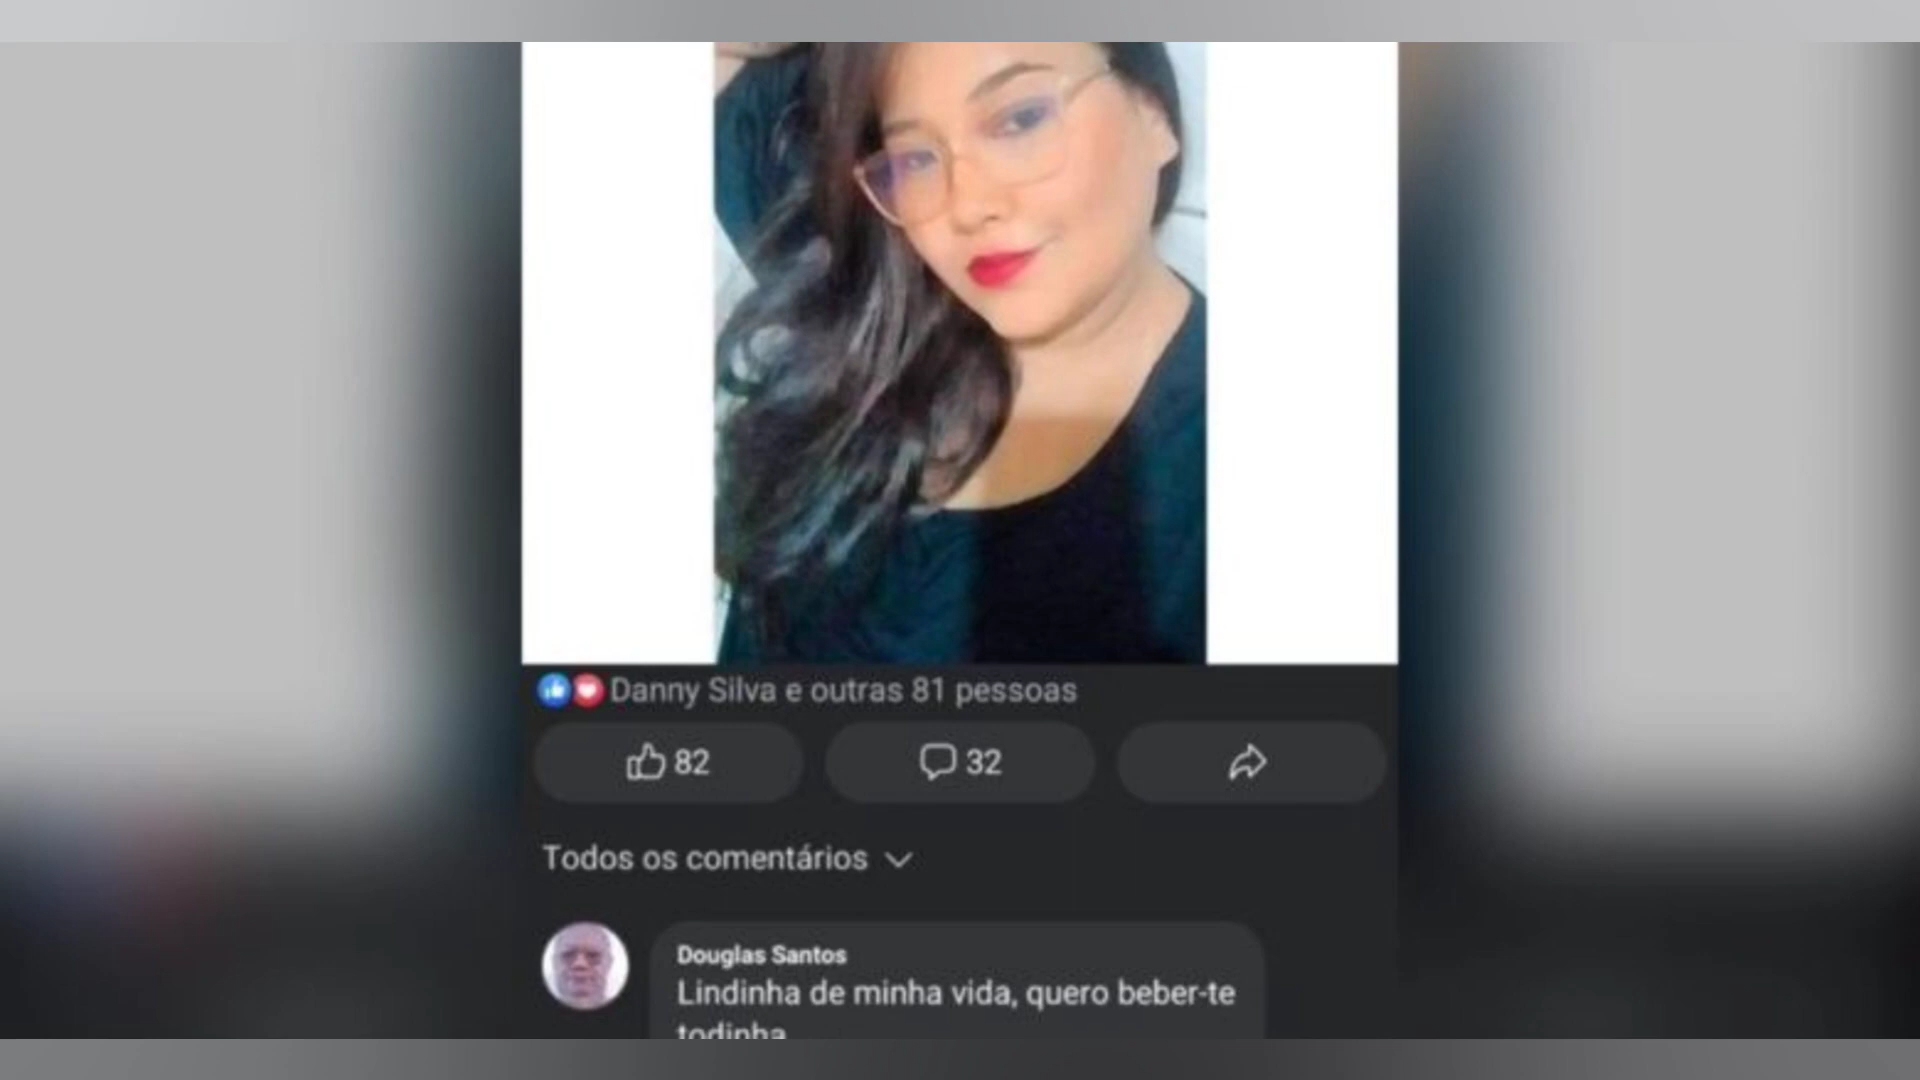 Danny Silva e outras 81 pessoas
82
32
Todos os comentários
Douglas Santos
Lindinha de minha vida, quero beber-te
todinha